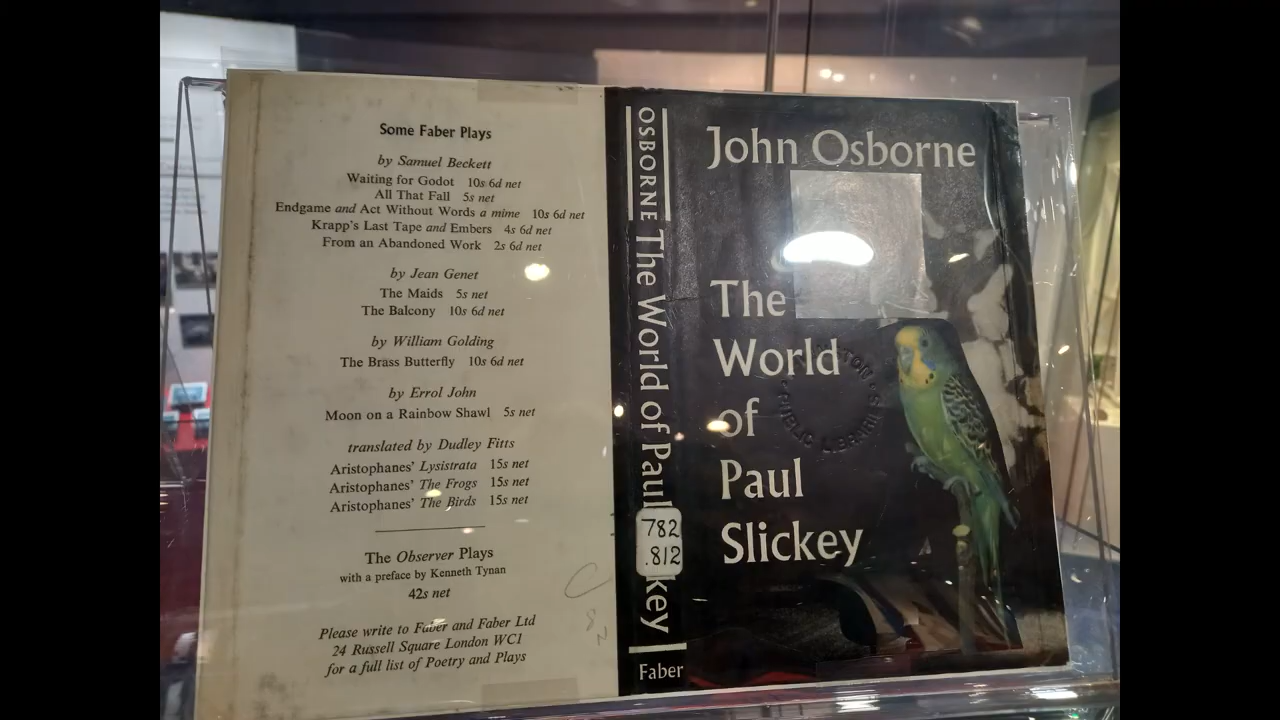 Some Faber Plays
by Samuel Beckett
Waiting for Godot 10s 6d net
All That Fall 5s net
Endgame and Act Without Words a mime 10s 6d net
Krapp's Last Tape and Embers 4s 6d net
From an Abandoned Work 2s 6d net
by Jean Genet
The Maids 5s net
The Balcony 10s 6d net
by William Golding
The Brass Butterfly 10s 6d net
by Errol John
Moon on a Rainbow Shawl 5s net
translated by Dudley Fitts
Aristophanes' Lysistrata 15s net
Aristophanes' The Frogs 15s net
Aristophanes' The Birds 15s net
The Observer Plays
with a preface by Kenneth Tynan
42s net
Please write to Faber and Faber Ltd
24 Russell Square London WC1
for a full list of Poetry and Plays
OSBORNE The World of Paul key
782
.812
Faber
John Osborne
The
World
of
Paul
Slickey
PUBLIC LIBRARIES